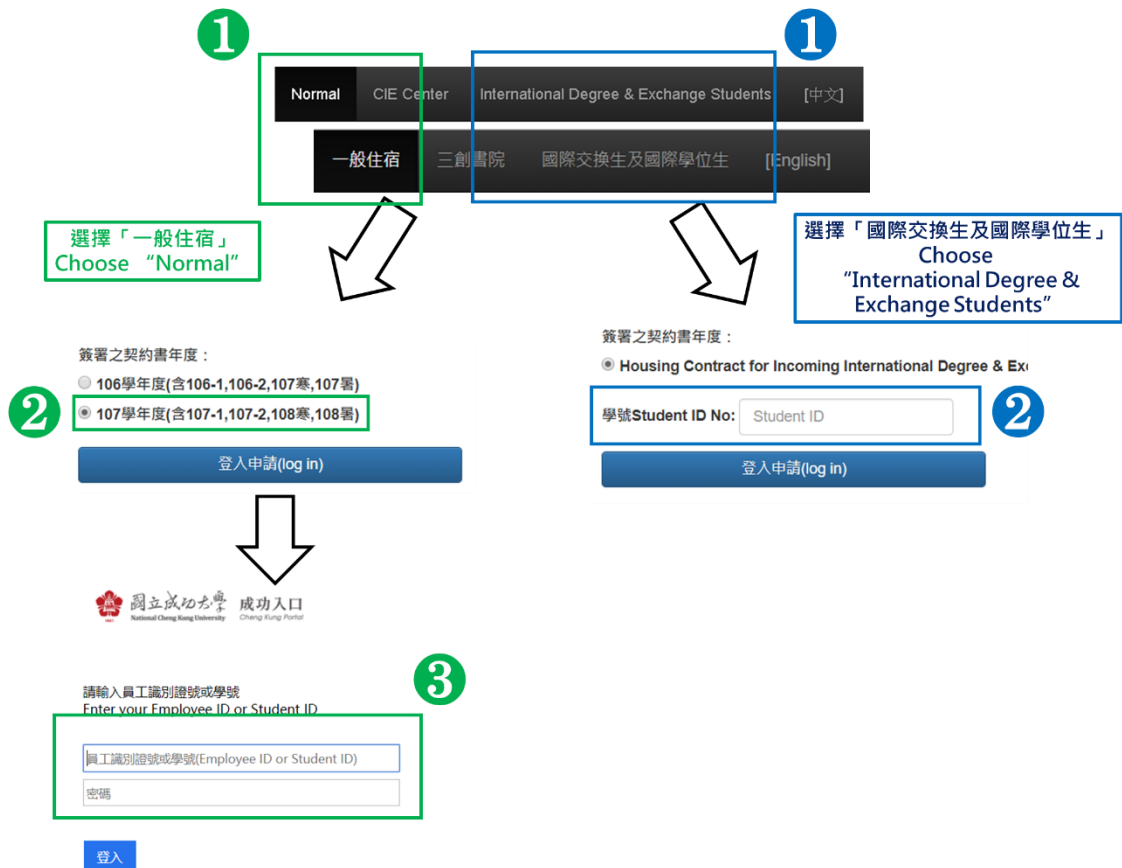 1
1
Normal CIE Center International Degree & Exchange Students [中文]
一般住宿 三創書院 國際交換生及國際學位生 [English]
選擇「一般住宿」
Choose “Normal”
選擇「國際交換生及國際學位生」
Choose
“International Degree &
Exchange Students”
簽署之契約書年度：
106學年度(含106-1,106-2,107寒,107暑)
2
107學年度(含107-1,107-2,108寒,108暑)
登入申請(log in)
簽署之契約書年度：
Housing Contract for Incoming International Degree & Ex
學號Student ID No: Student ID
2
登入申請(log in)
國立成功大學 成功入口
National Cheng Kung University Cheng Kung Portal
3
請輸入員工識別證號或學號
Enter your Employee ID or Student ID
員工識別證號或學號(Employee ID or Student ID)
密碼
登入